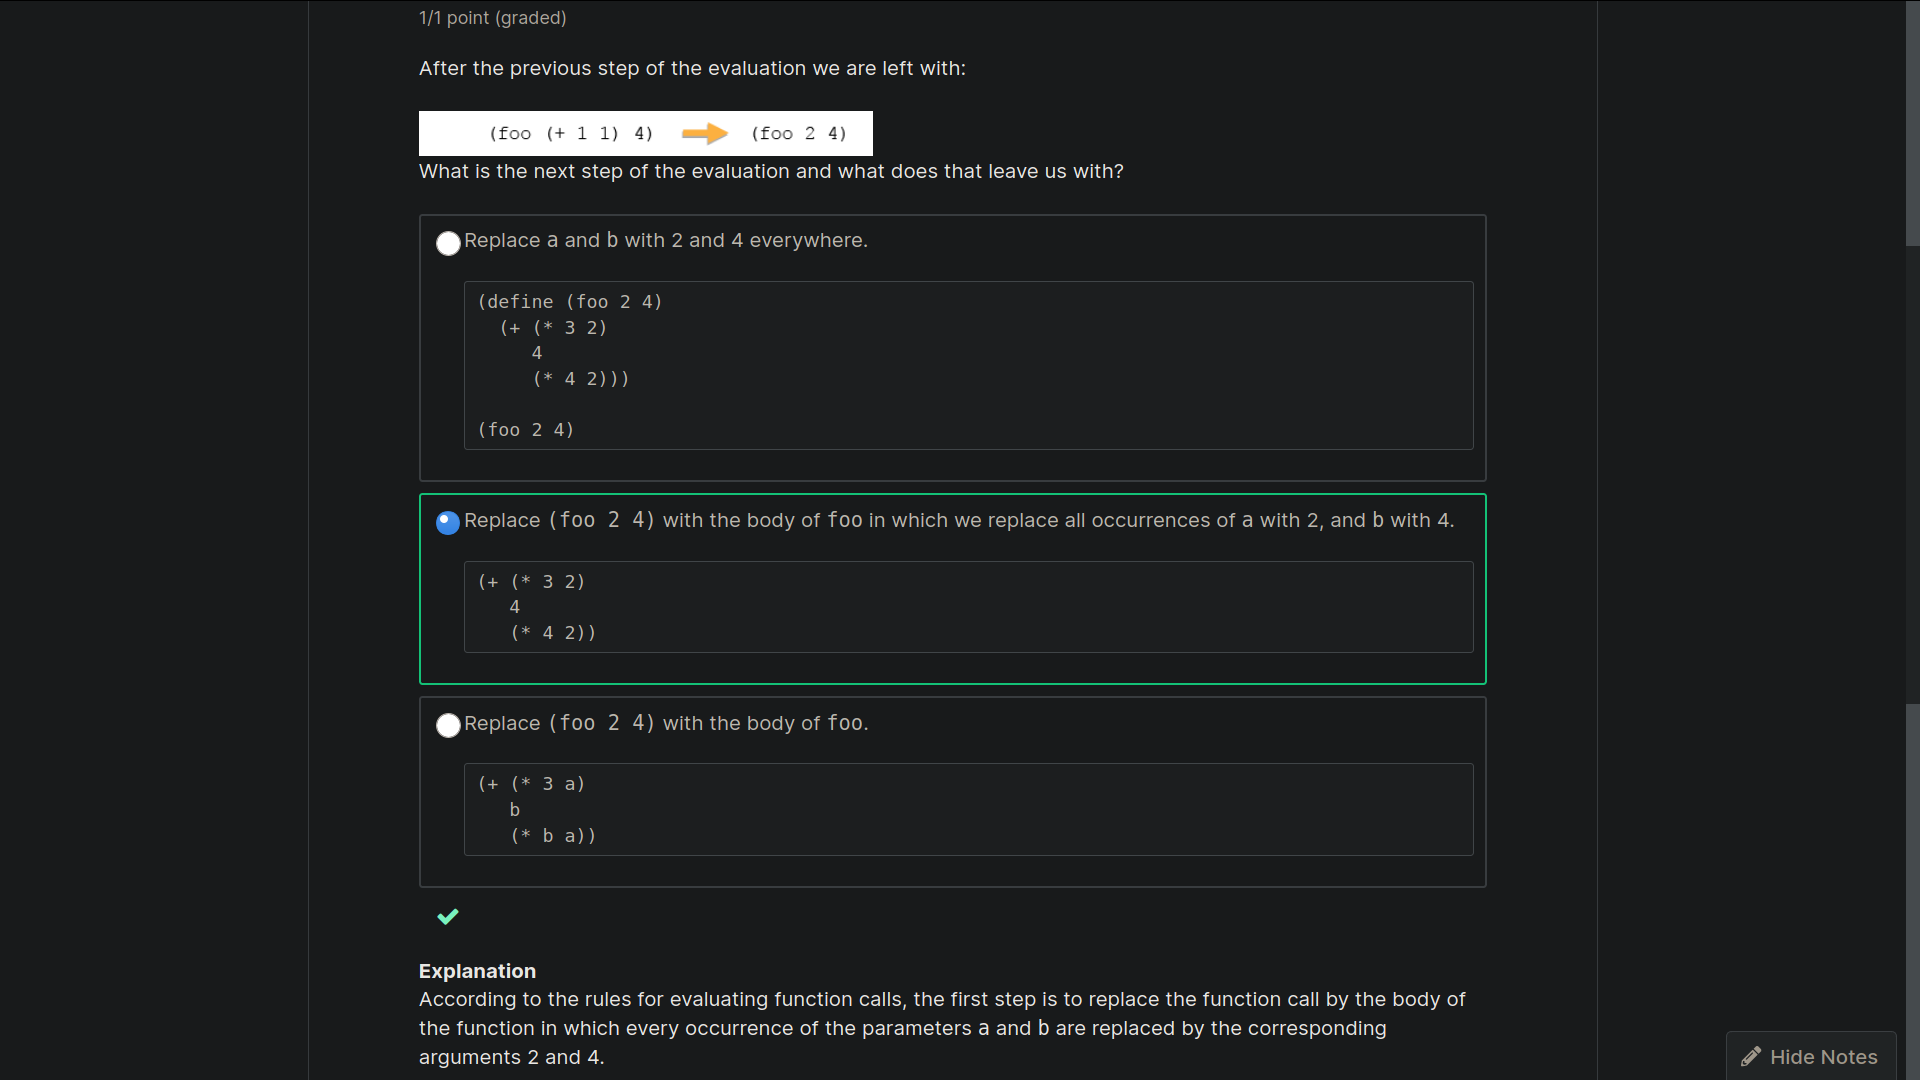 1/1 point (graded)
After the previous step of the evaluation we are left with:
(foo (+ 1 1) 4) (foo 2 4)
What is the next step of the evaluation and what does that leave us with?
Replace a and b with 2 and 4 everywhere.
(define (foo 2 4)
  (+ (* 3 2)
     4
     (* 4 2)))
(foo 2 4)
Replace (foo 2 4) with the body of foo in which we replace all occurrences of a with 2, and b with 4.
(+ (* 3 2)
   4
   (* 4 2))
Replace (foo 2 4) with the body of foo.
(+ (* 3 a)
   b
   (* b a))
Explanation
According to the rules for evaluating function calls, the first step is to replace the function call by the body of
the function in which every occurrence of the parameters a and b are replaced by the corresponding
arguments 2 and 4.
Hide Notes